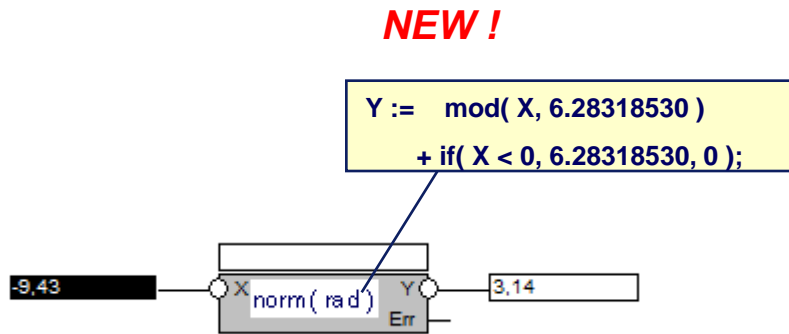 NEW !
Y := mod( X, 6.28318530 )
+ if( X < 0, 6.28318530, 0 );
-9,43
X
norm( rad )
Y
3,14
Err